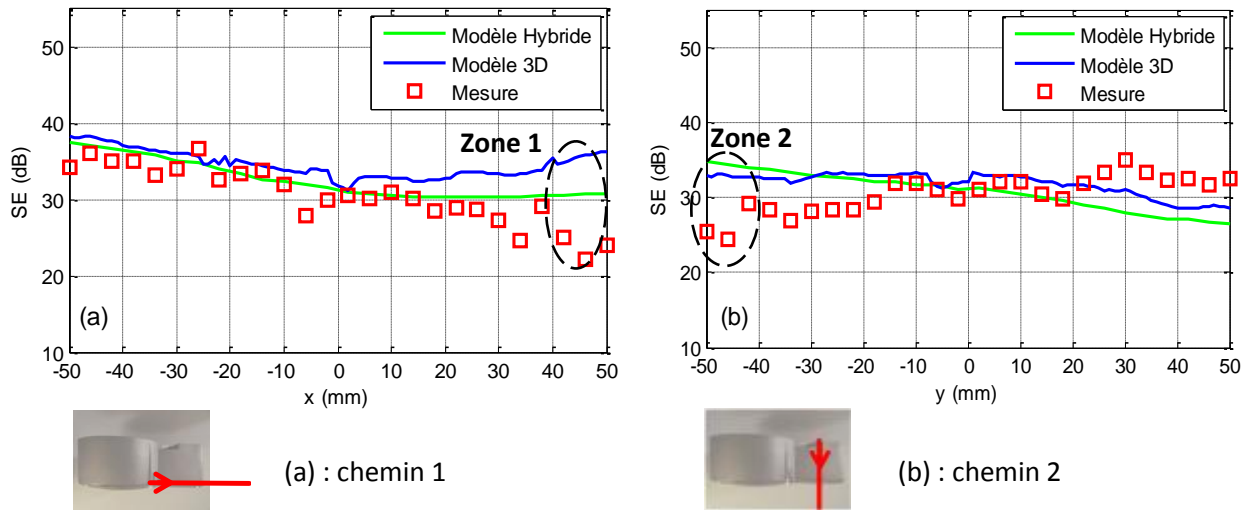 Modèle Hybride
Modèle 3D
Mesure
Zone 1
SE (dB)
50
40
30
20
10
(a)
-50 -40 -30 -20 -10 0 10 20 30 40 50
x (mm)
(a) : chemin 1
Modèle Hybride
Modèle 3D
Mesure
Zone 2
SE (dB)
50
40
30
20
10
(b)
-50 -40 -30 -20 -10 0 10 20 30 40 50
y (mm)
(b) : chemin 2